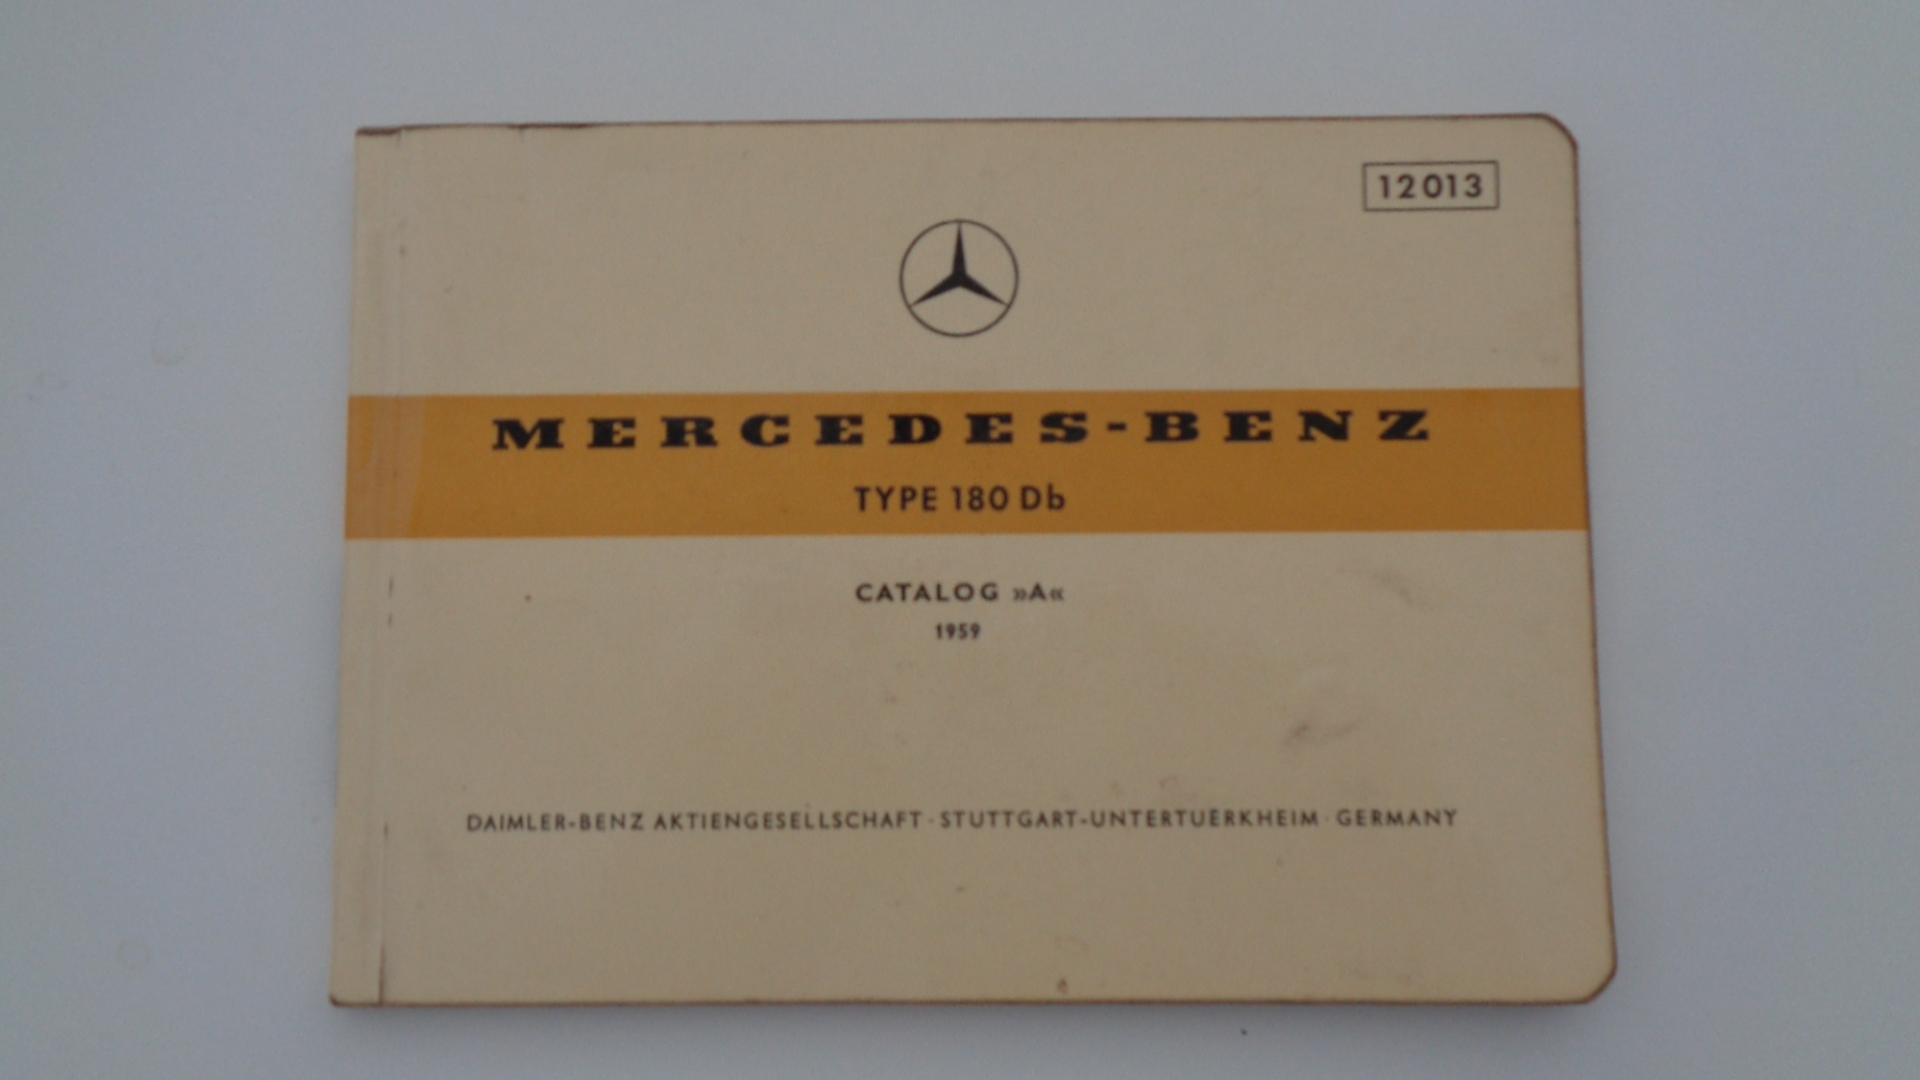 12013
MERCEDES-BENZ
TYPE 180 Db
CATALOG »A«
1959
DAIMLER-BENZ AKTIENGESELLSCHAFT · STUTTGART-UNTERTUERKHEIM · GERMANY